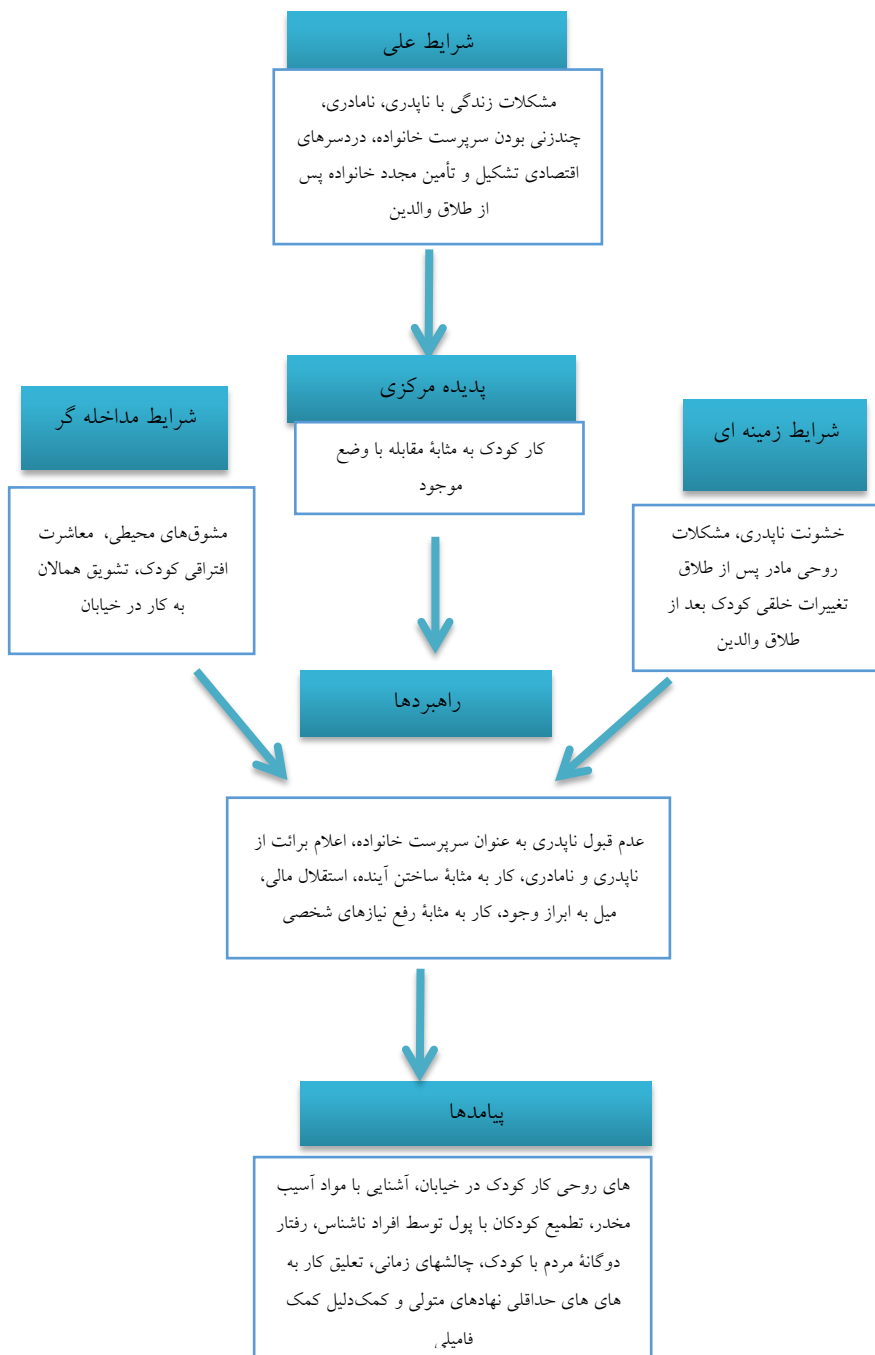 شرایط علی
مشکلات زندگی با ناپدری، نامادری،
چندزنی بودن سرپرست خانواده، دردسرهای
اقتصادی تشکیل و تأمین مجدد خانواده پس
از طلاق والدین
پدیده مرکزی
کار کودک به مثابۀ مقابله با وضع
موجود
شرایط زمینه ای
خشونت ناپدری، مشکلات
روحی مادر پس از طلاق
تغییرات خلقی کودک بعد از
طلاق والدین
شرایط مداخله گر
مشوق‌های محیطی، معاشرت
افتراقی کودک، تشویق همالان
به کار در خیابان
راهبردها
عدم قبول ناپدری به عنوان سرپرست خانواده، اعلام برائت از
ناپدری و نامادری، کار به مثابۀ ساختن آینده، استقلال مالی،
میل به ابراز وجود، کار به مثابۀ رفع نیازهای شخصی
پیامدها
های روحی کار کودک در خیابان، آشنایی با مواد آسیب
مخدر، تطمیع کودکان با پول توسط افراد ناشناس، رفتار
دوگانۀ مردم با کودک، چالشهای زمانی، تعلیق کار به
های های حداقلی نهادهای متولی و کمک‌دلیل کمک
فامیلی